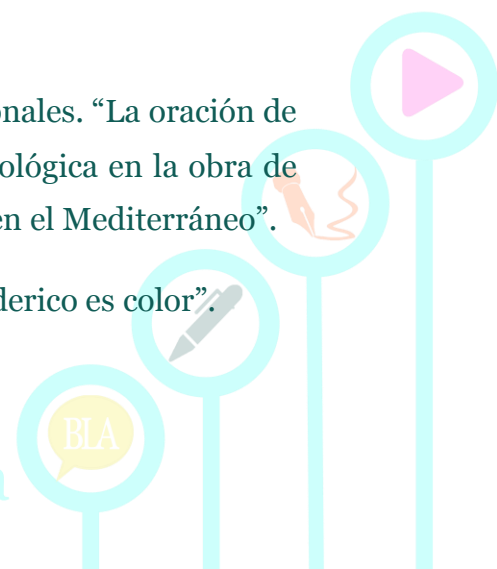 onales. “La oración de
ológica en la obra de
en el Mediterráneo”.
derico es color”.
BLA